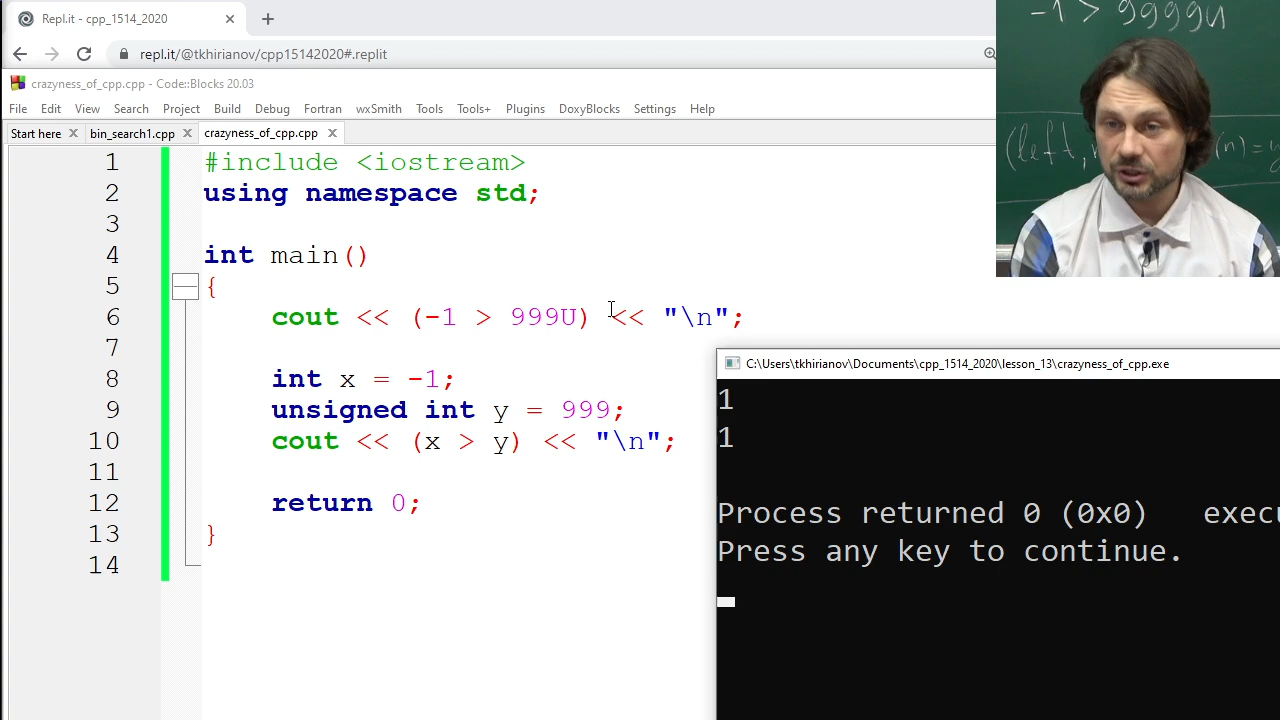 Repl.it - cpp_1514_2020
repl.it/@tkhirianov/cpp15142020#.replit
-1 > 9999U
crazyness_of_cpp.cpp - Code::Blocks 20.03
File Edit View Search Project Build Debug Fortran wxSmith Tools Tools+ Plugins DoxyBlocks Settings Help
Start here bin_search1.cpp crazyness_of_cpp.cpp
(left,
(n)=
1 #include <iostream>
2 using namespace std;
3
4 int main()
5 {
6 cout << (-1 > 999U) << "\n";
7
8 int x = -1;
9 unsigned int y = 999;
10 cout << (x > y) << "\n";
11
12 return 0;
13 }
14
C:\Users\tkhirianov\Documents\cpp_1514_2020\lesson_13\crazyness_of_cpp.exe
1
1
Process returned 0 (0x0) execu
Press any key to continue.